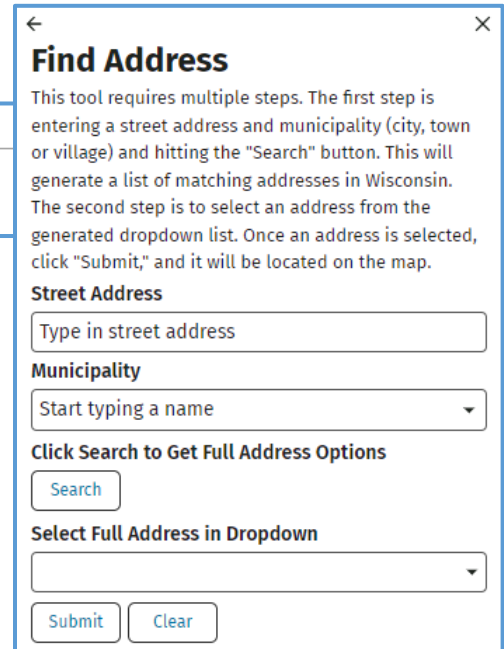 Find Address
This tool requires multiple steps. The first step is
entering a street address and municipality (city, town
or village) and hitting the "Search" button. This will
generate a list of matching addresses in Wisconsin.
The second step is to select an address from the
generated dropdown list. Once an address is selected,
click "Submit," and it will be located on the map.
Street Address
Type in street address
Municipality
Start typing a name
Click Search to Get Full Address Options
Search
Select Full Address in Dropdown
Submit Clear